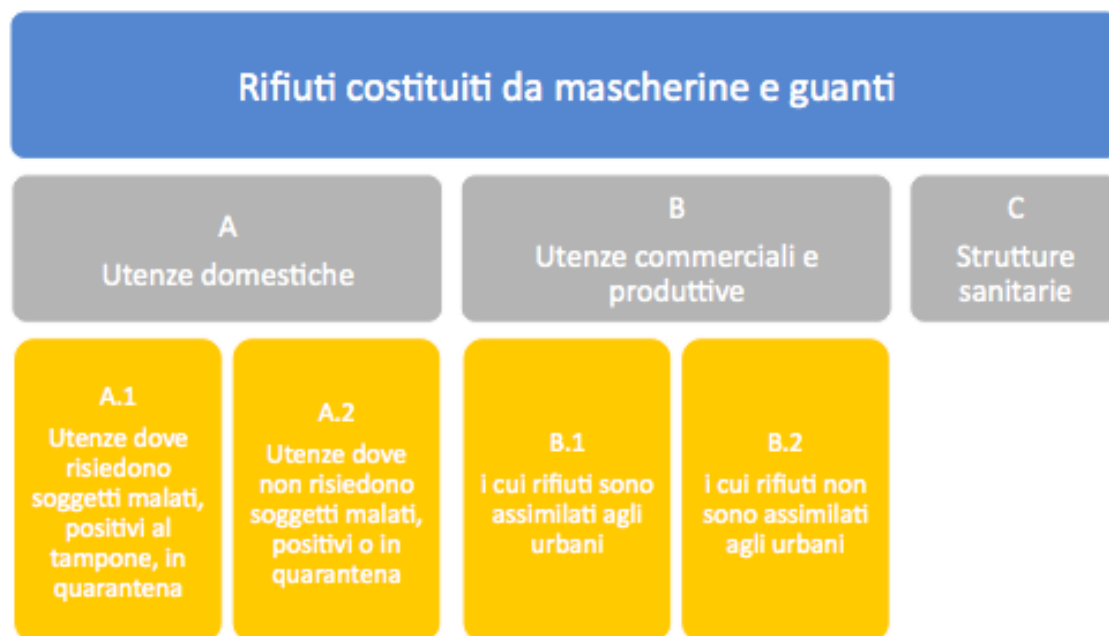 Rifiuti costituiti da mascherine e guanti
A
Utenze domestiche
B
Utenze commerciali e
produttive
C
Strutture
sanitarie
A.1
Utenze dove
risiedono
soggetti malati,
positivi al
tampone, in
quarantena
A.2
Utenze dove
non risiedono
soggetti malati,
positivi o in
quarantena
B.1
i cui rifiuti sono
assimilati agli
urbani
B.2
i cui rifiuti non
sono assimilati
agli urbani